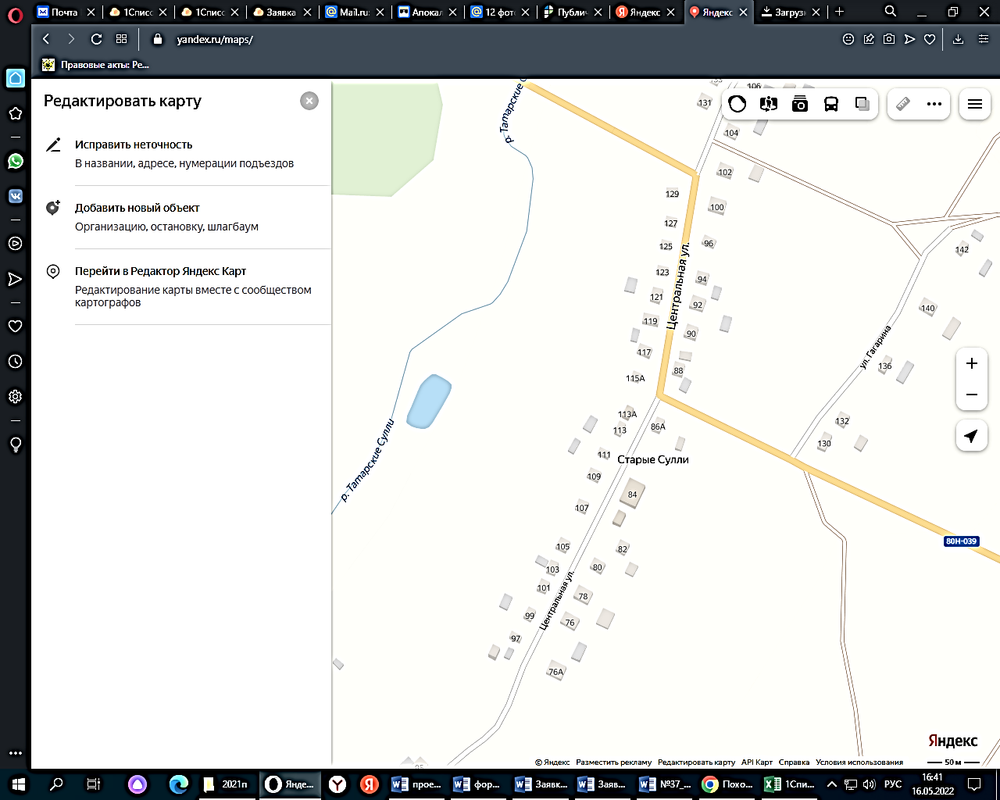 Почта
1Списс
1Списс
Заявка
Mail.ru:
Апокал
12 фот
Публич
Яндекс
Яндекс
Загруз
yandex.ru/maps/
Правовые акты: Ре...
Редактировать карту
Исправить неточность
В названии, адресе, нумерации подъездов
Добавить новый объект
Организацию, остановку, шлагбаум
Перейти в Редактор Яндекс Карт
Редактирование карты вместе с сообществом
картографов
р. Татарские С
106
131
104
102
129
100
127
125
96
142
123
94
121
92
140
119
90
117
136
88
115А
Центральная ул.
ул. Гагарина
113А
113
86А
132
130
111
Старые Сулли
109
84
107
р. Татарские Сулли
80Н-039
105
82
103
80
101
78
99
76
Центральная ул.
97
76А
Яндекс
© Яндекс Разместить рекламу Редактировать карту API Карт Справка Условия использования
50 м
2021п
Янде...
прое...
фор...
Заявк...
Заяв...
№37_...
Похо...
1Спи...
РУС
16:41
16.05.2022